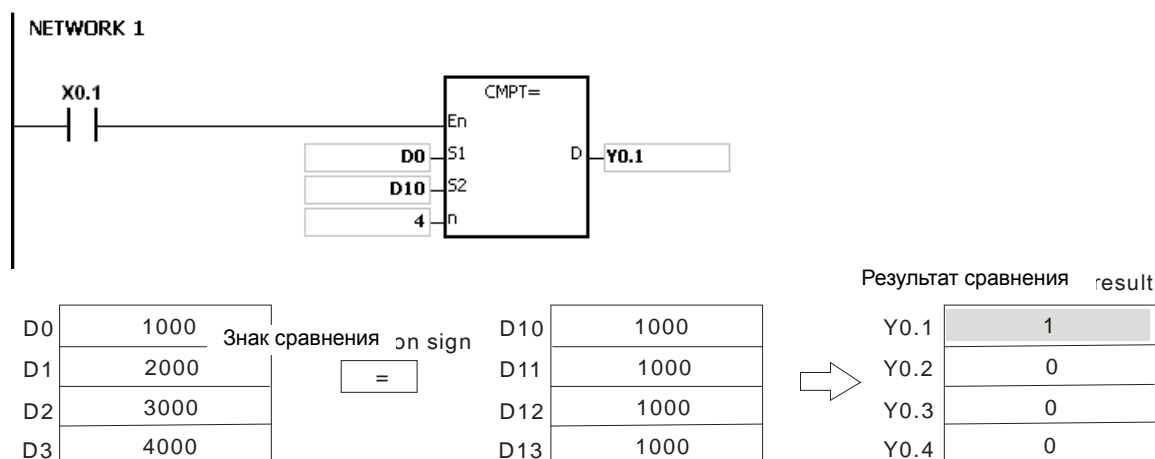 NETWORK 1
X0.1
CMPT=
En
D0 S1 D Y0.1
D10 S2
4 n
Результат сравнения result
D0 1000 Знак сравнения on sign D10 1000 Y0.1 1
D1 2000 = D11 1000 Y0.2 0
D2 3000 D12 1000 Y0.3 0
D3 4000 D13 1000 Y0.4 0